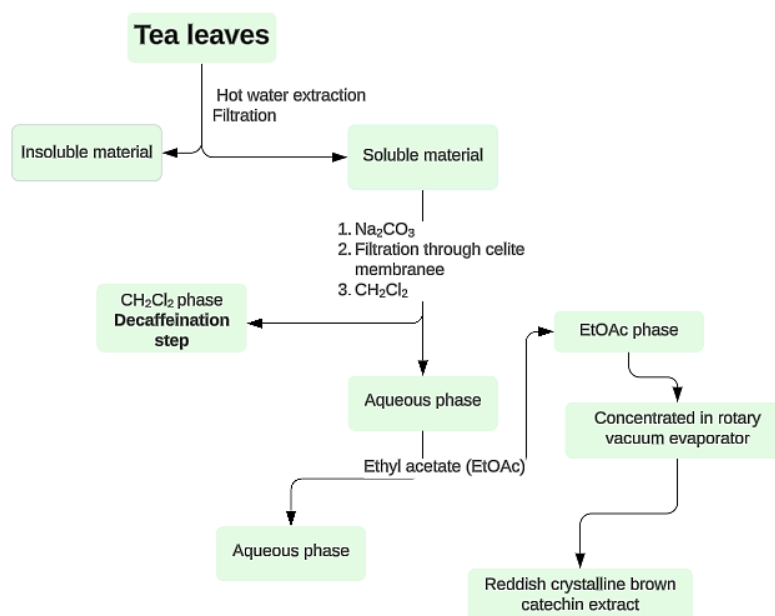 Tea leaves
Hot water extraction
Filtration
Insoluble material
Soluble material
1. Na₂CO₃
2. Filtration through celite
membranee
3. CH₂Cl₂
CH₂Cl₂ phase
Decaffeination
step
EtOAc phase
Aqueous phase
Concentrated in rotary
vacuum evaporator
Ethyl acetate (EtOAc)
Aqueous phase
Reddish crystalline brown
catechin extract